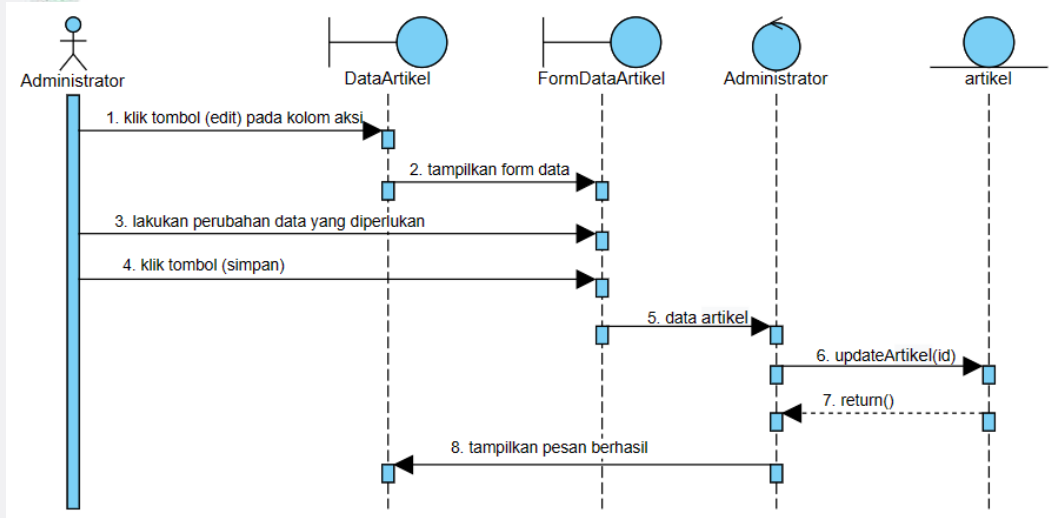 Administrator
DataArtikel
FormDataArtikel
Administrator
artikel
1. klik tombol (edit) pada kolom aksi
2. tampilkan form data
3. lakukan perubahan data yang diperlukan
4. klik tombol (simpan)
5. data artikel
6. updateArtikel(id)
7. return()
8. tampilkan pesan berhasil